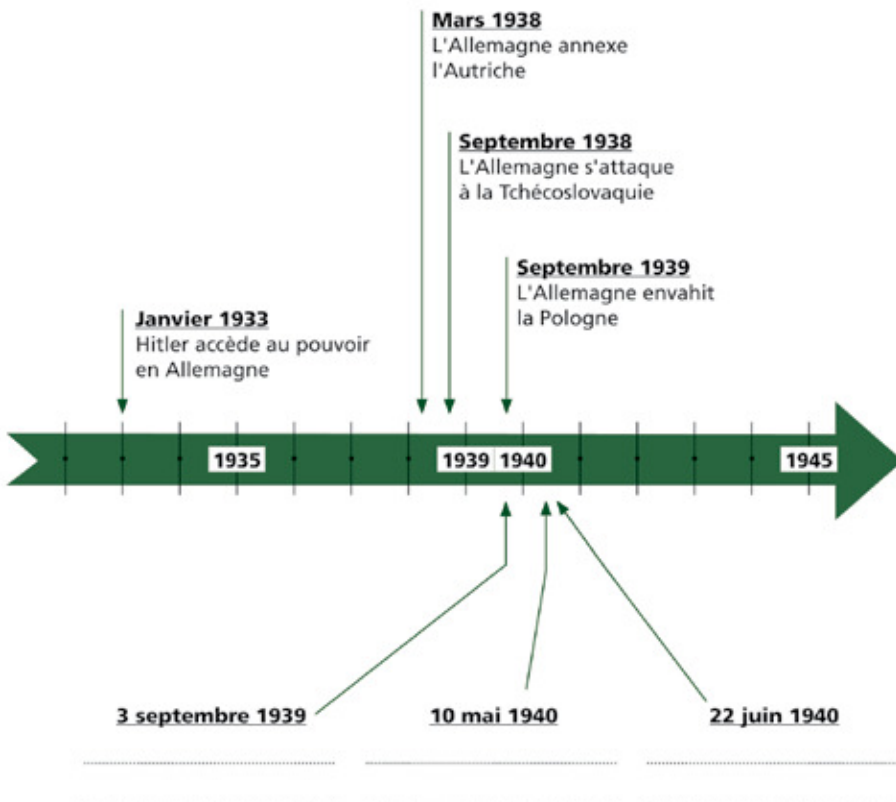 Mars 1938
L'Allemagne annexe
l'Autriche
Septembre 1938
L'Allemagne s'attaque
à la Tchécoslovaquie
Septembre 1939
L'Allemagne envahit
la Pologne
Janvier 1933
Hitler accède au pouvoir
en Allemagne
1935
1939
1940
1945
3 septembre 1939
10 mai 1940
22 juin 1940